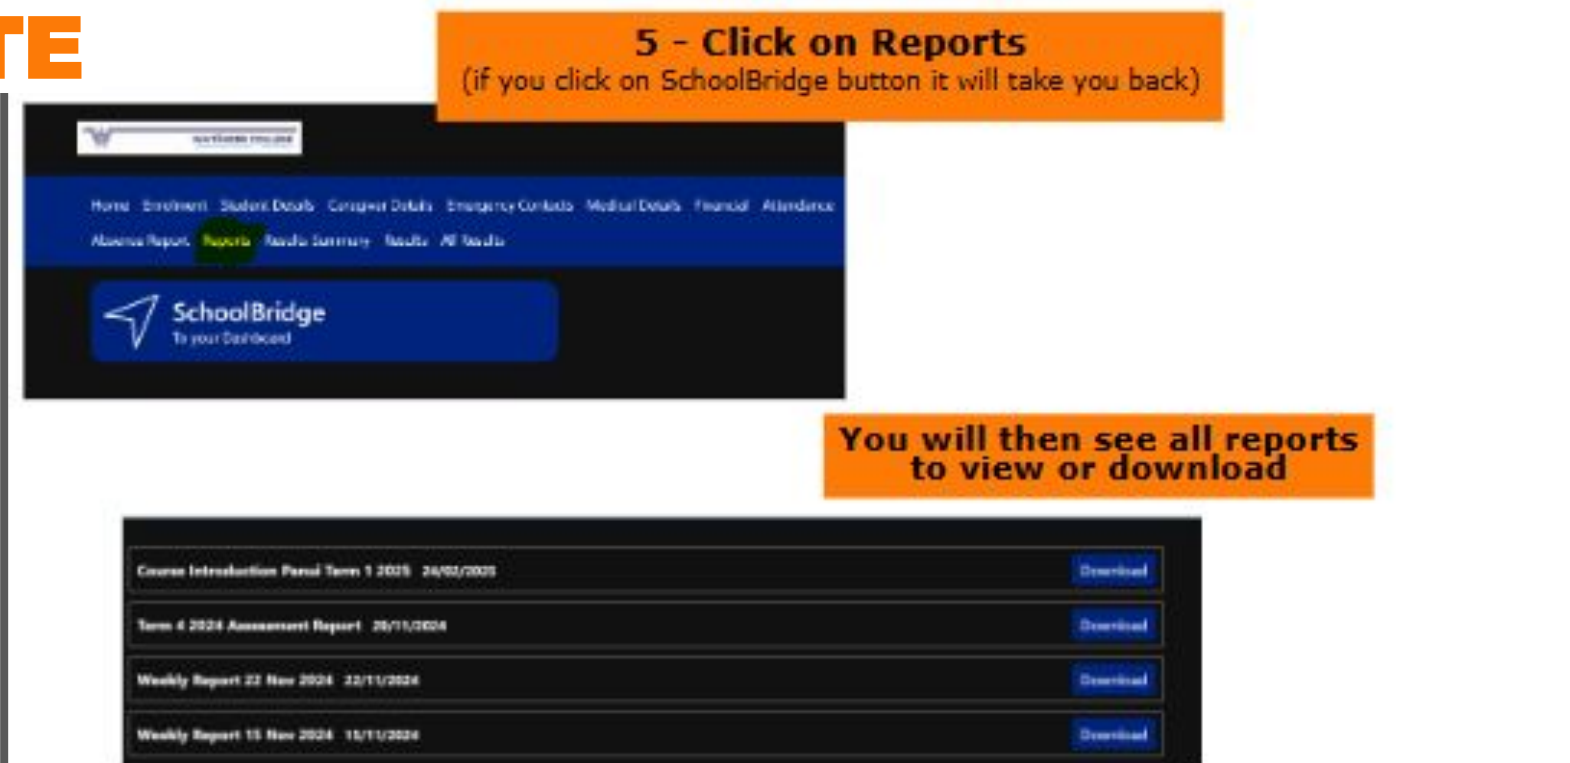 TE
5 - Click on Reports
(if you click on SchoolBridge button it will take you back)
Home Enrolment Student Details Caregiver Details Emergency Contacts Medical Details Financial Attendance
Absence Report Reports Results Summary Results All Results
SchoolBridge
To your Dashboard
You will then see all reports
to view or download
Course Introduction Panui Term 1 2025 24/02/2025 Download
Term 4 2024 Assessment Report Download
Weekly Report 22 Nov 2024 22/11/2024 Download
Weekly Report 15 Nov 2024 15/11/2024 Download